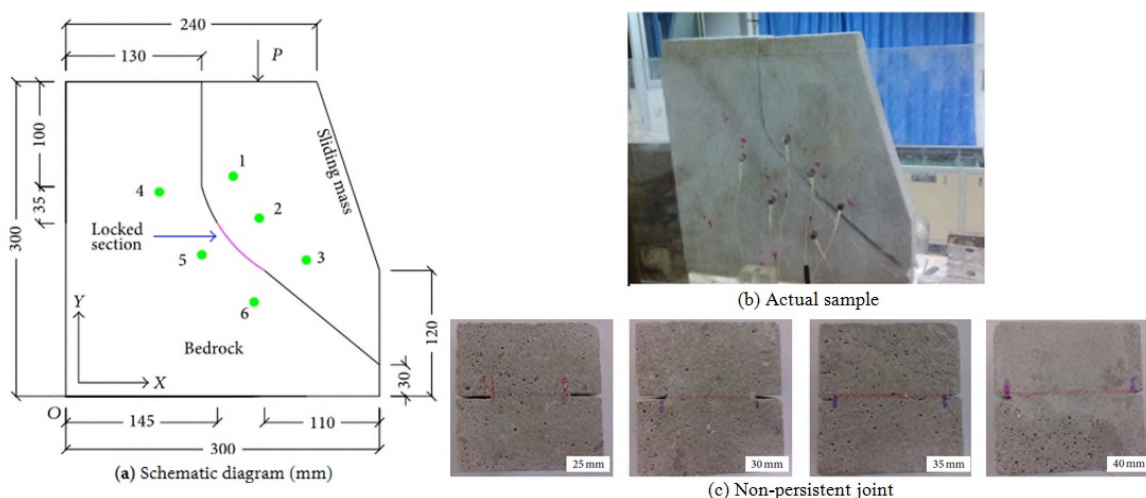 240
130
P
300
100
35
1
2
3
4
5
6
Sliding mass
Locked
section
Y
X
O
Bedrock
120
30
145
110
300
(a) Schematic diagram (mm)
(b) Actual sample
25 mm
30 mm
35 mm
40 mm
(c) Non-persistent joint